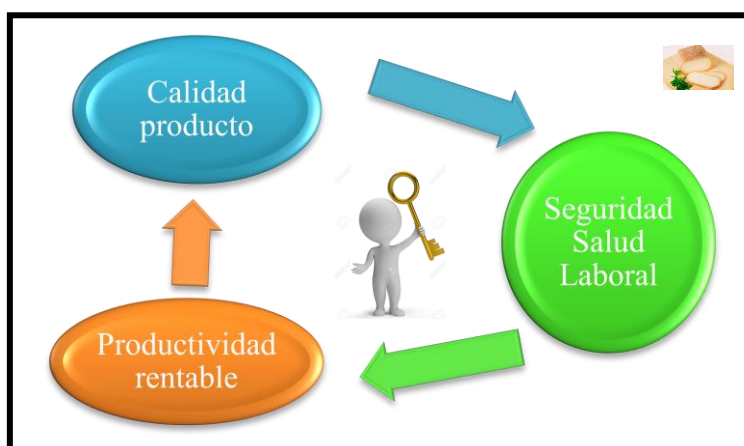 Calidad
producto
Seguridad
Salud
Laboral
Productividad
rentable